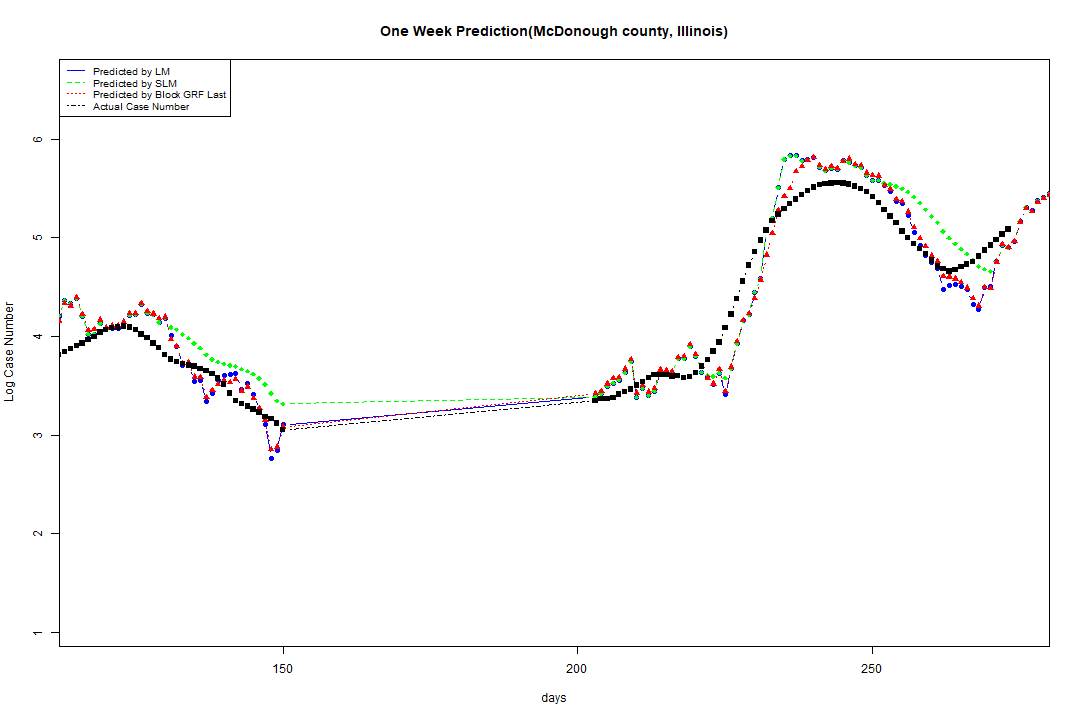 One Week Prediction(McDonough county, Illinois)
Predicted by LM
Predicted by SLM
Predicted by Block GRF Last
Actual Case Number
Log Case Number
6
5
4
3
2
1
150
200
250
days